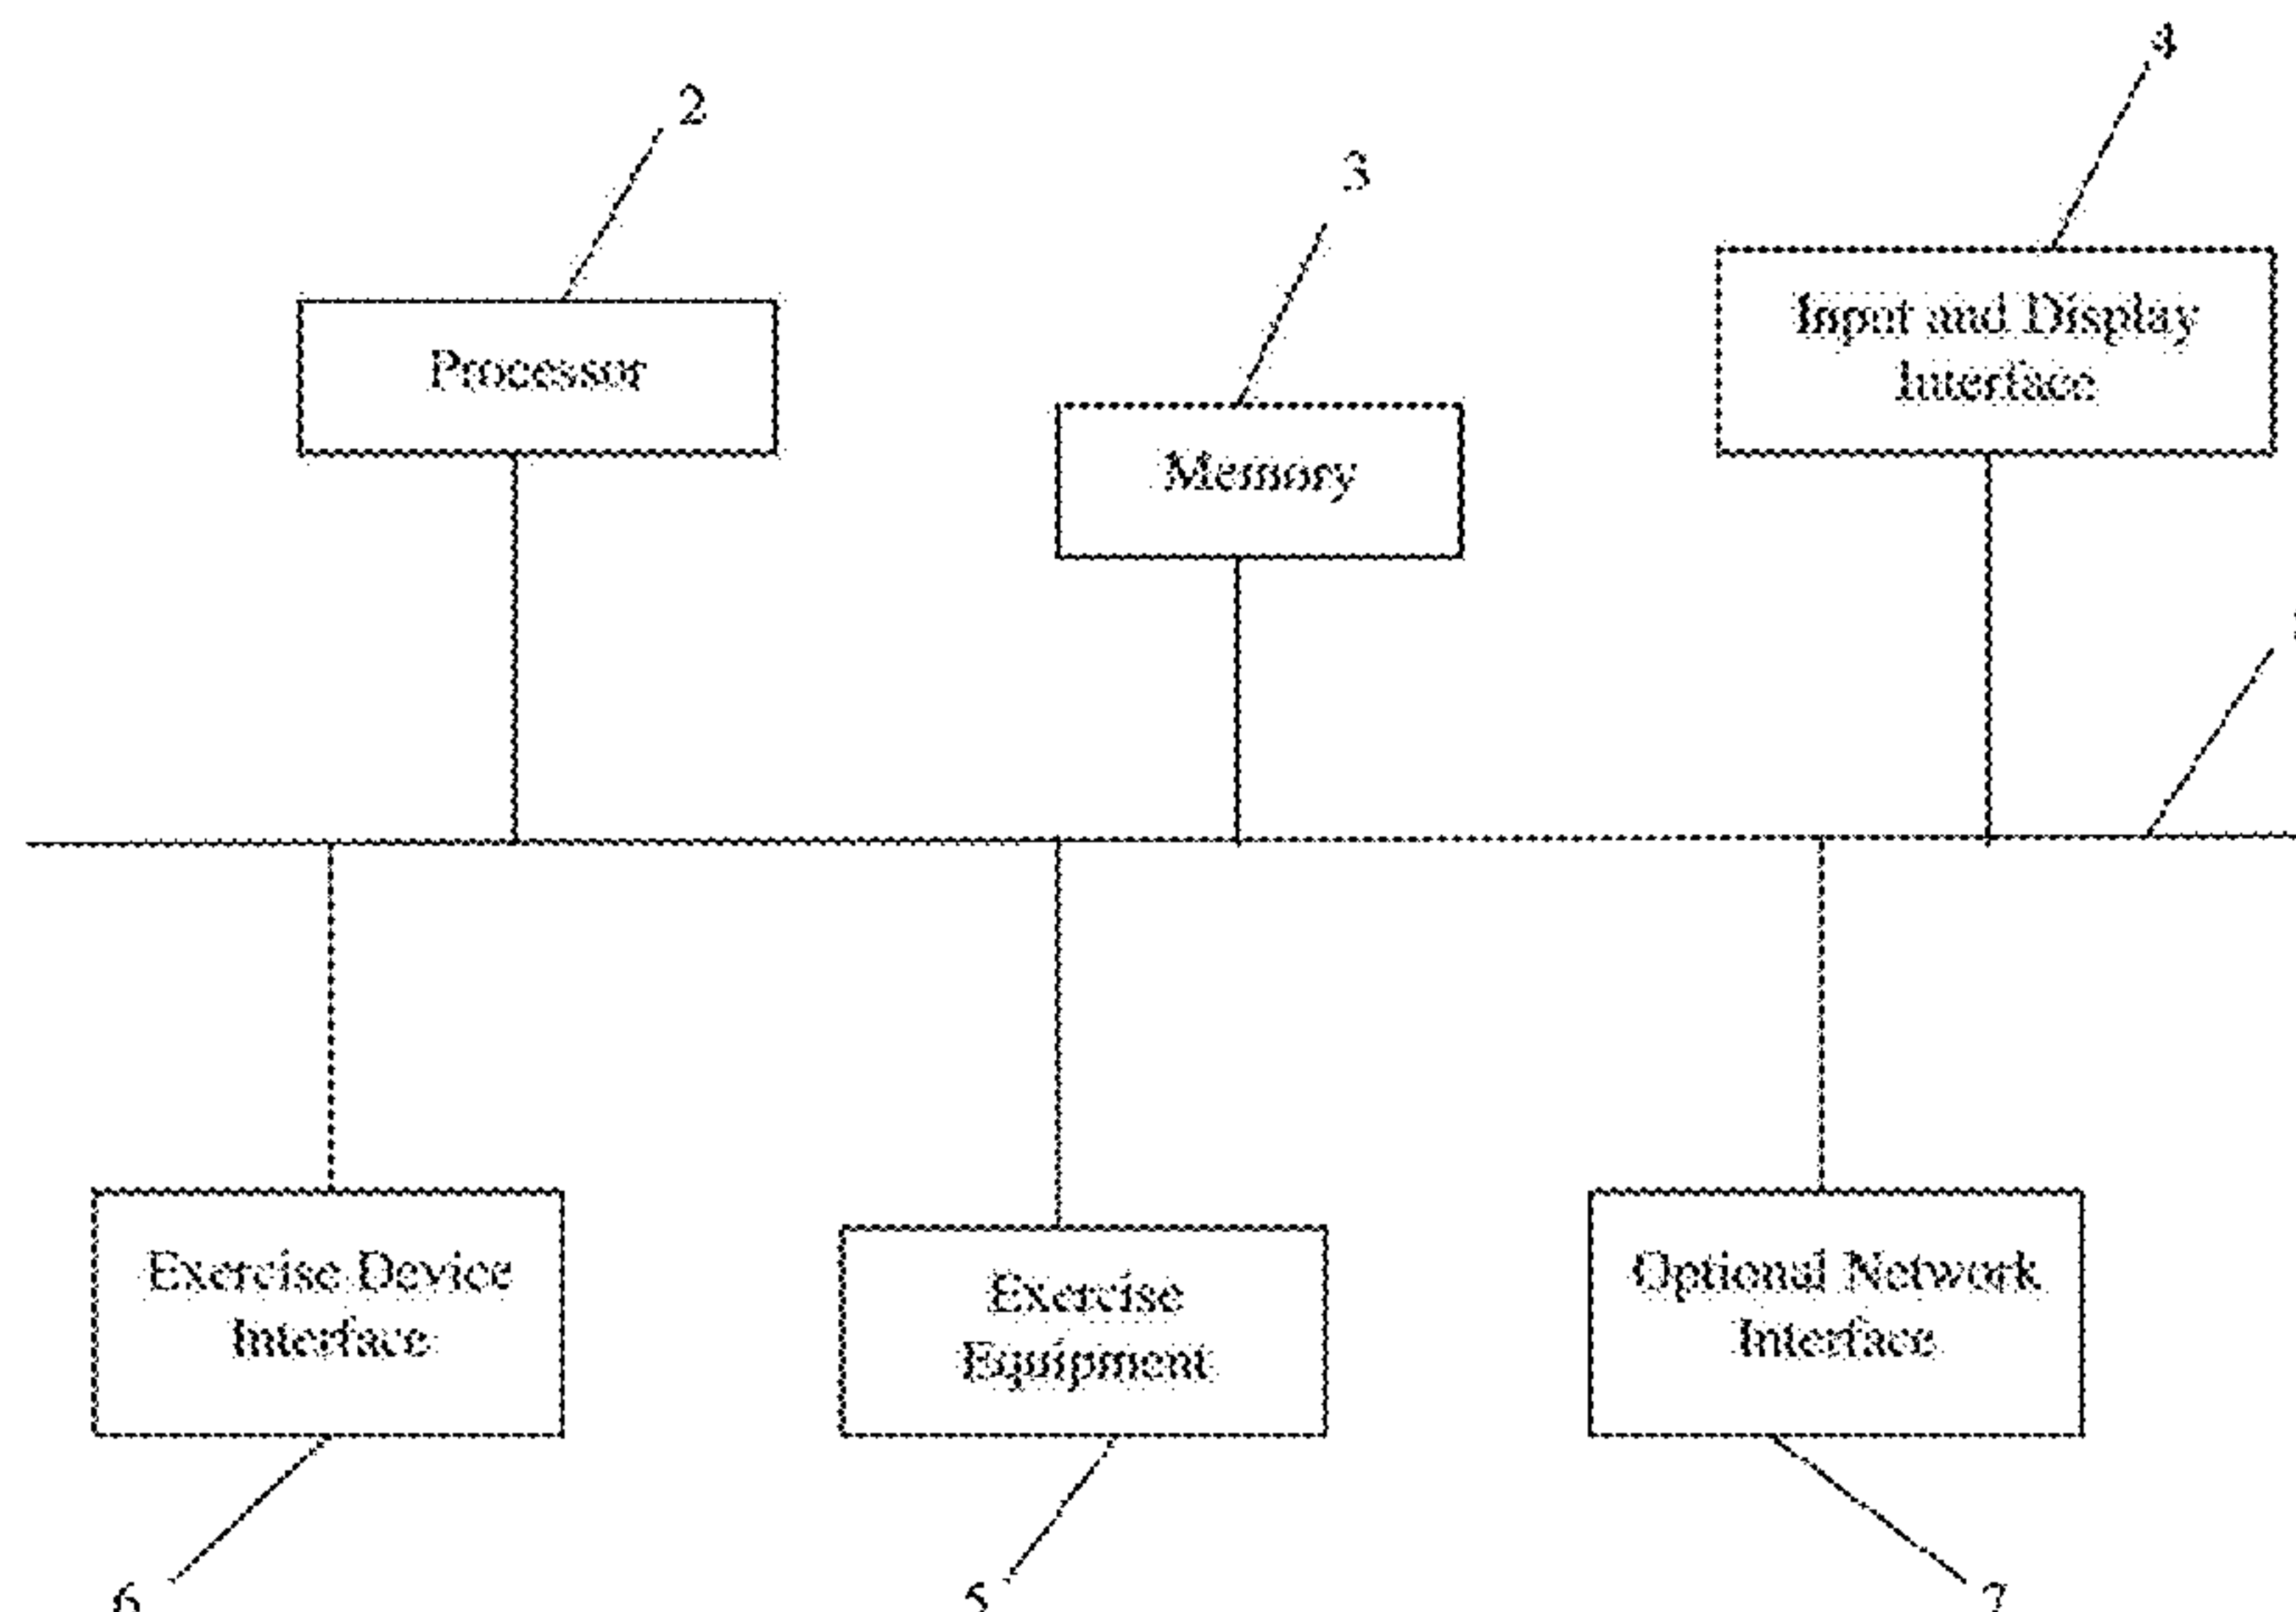 4
2
3
Input and Display
Interface
Processor
Memory
Exercise Device
Interface
Exercise
Equipment
Optional Network
Interface
6
5
7